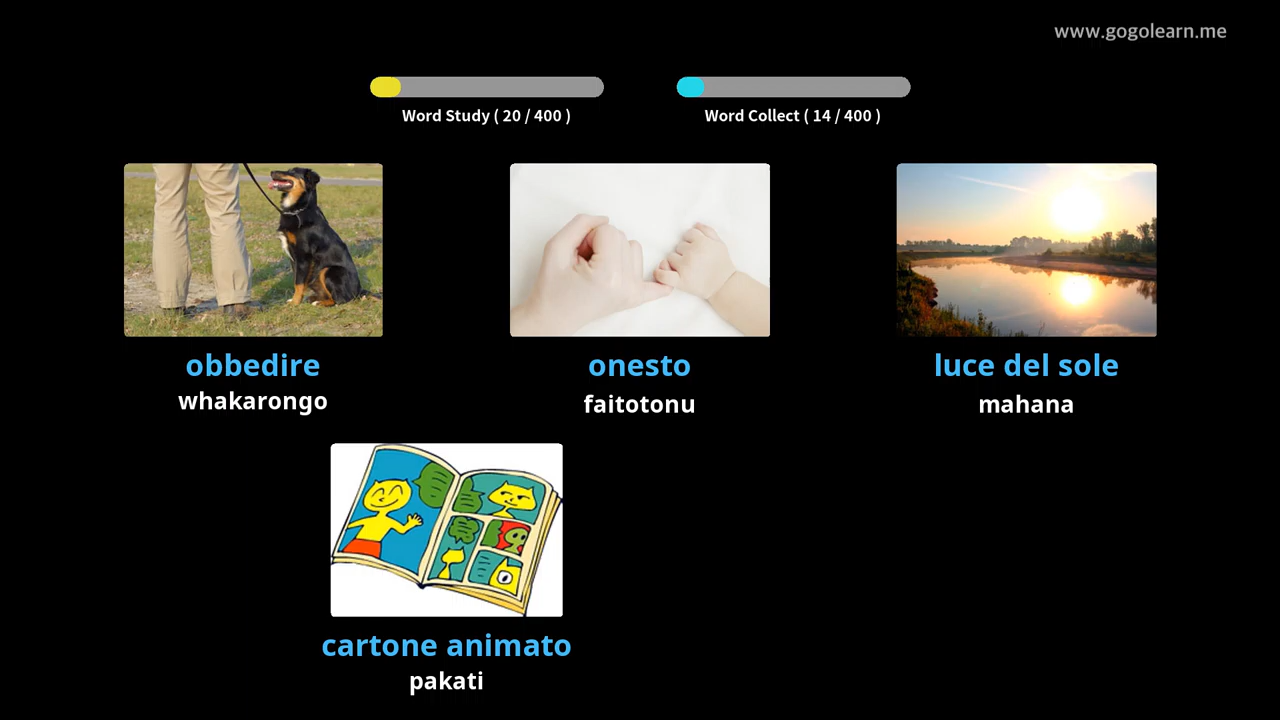 www.gogolearn.me
Word Study ( 20 / 400 )
Word Collect ( 14 / 400 )
obbedire
whakarongo
onesto
faitotonu
luce del sole
mahana
cartone animato
pakati